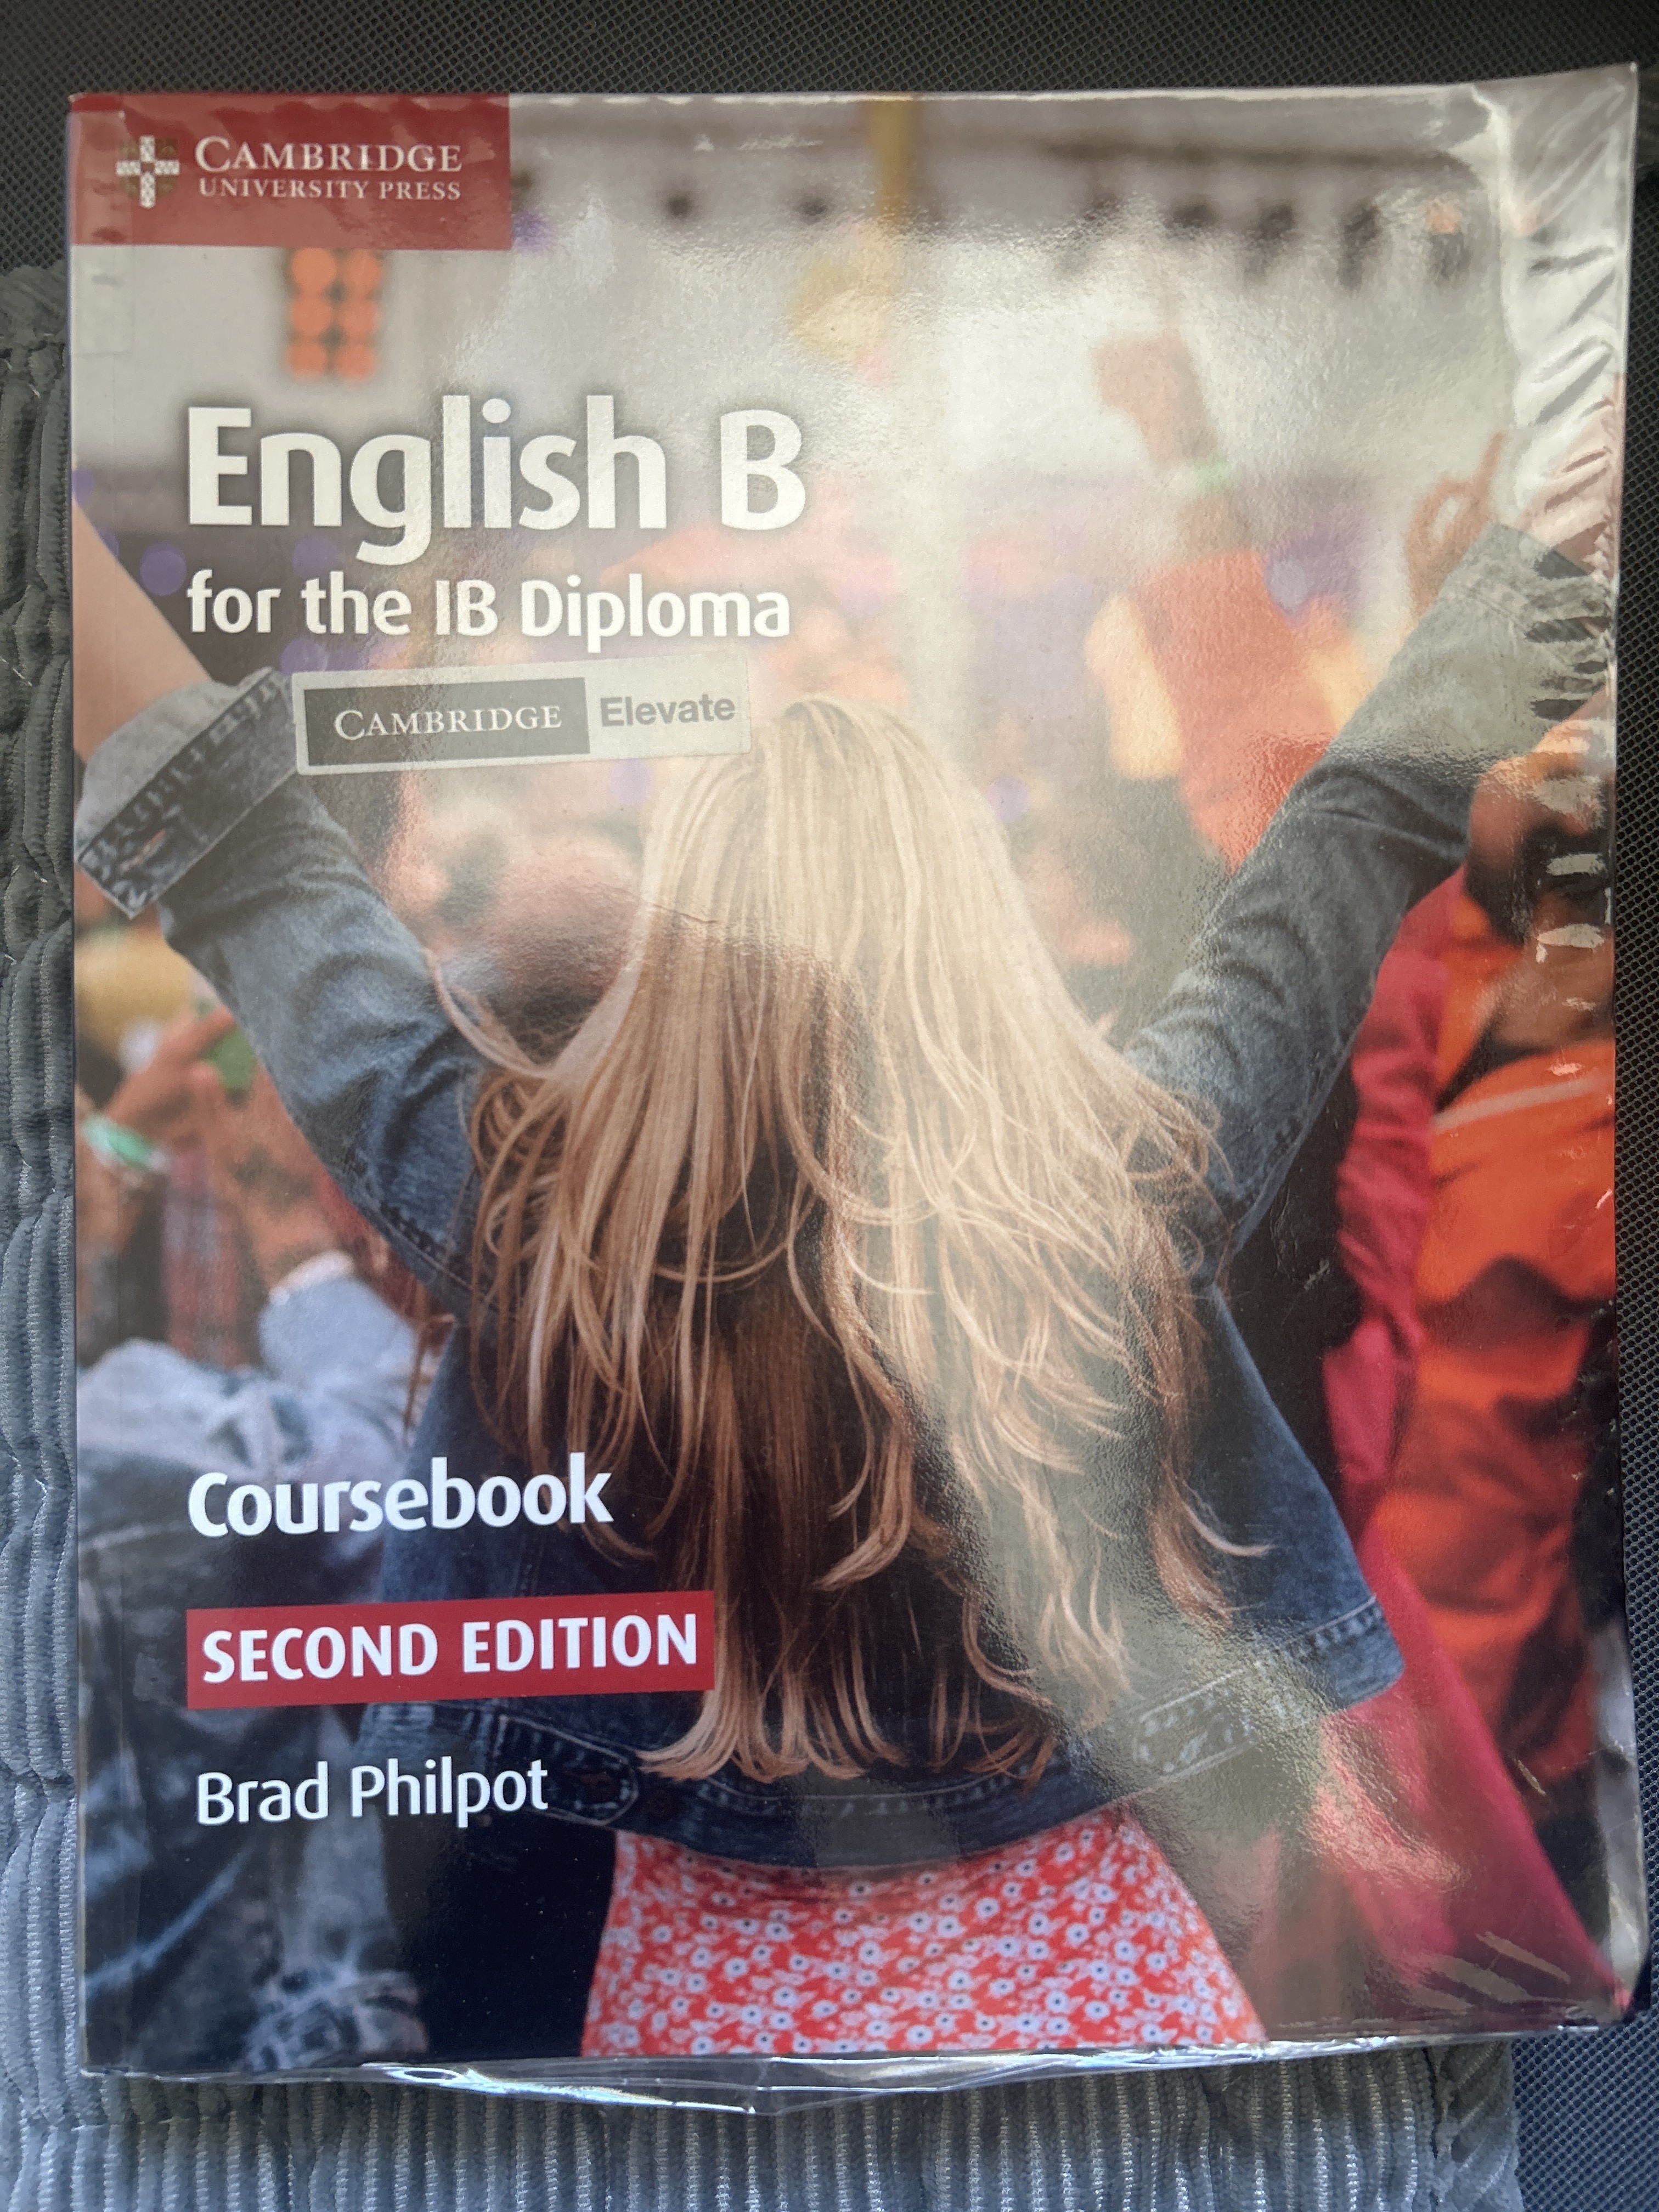 CAMBRIDGE
UNIVERSITY PRESS
English B
for the IB Diploma
CAMBRIDGE Elevate
Coursebook
SECOND EDITION
Brad Philpot